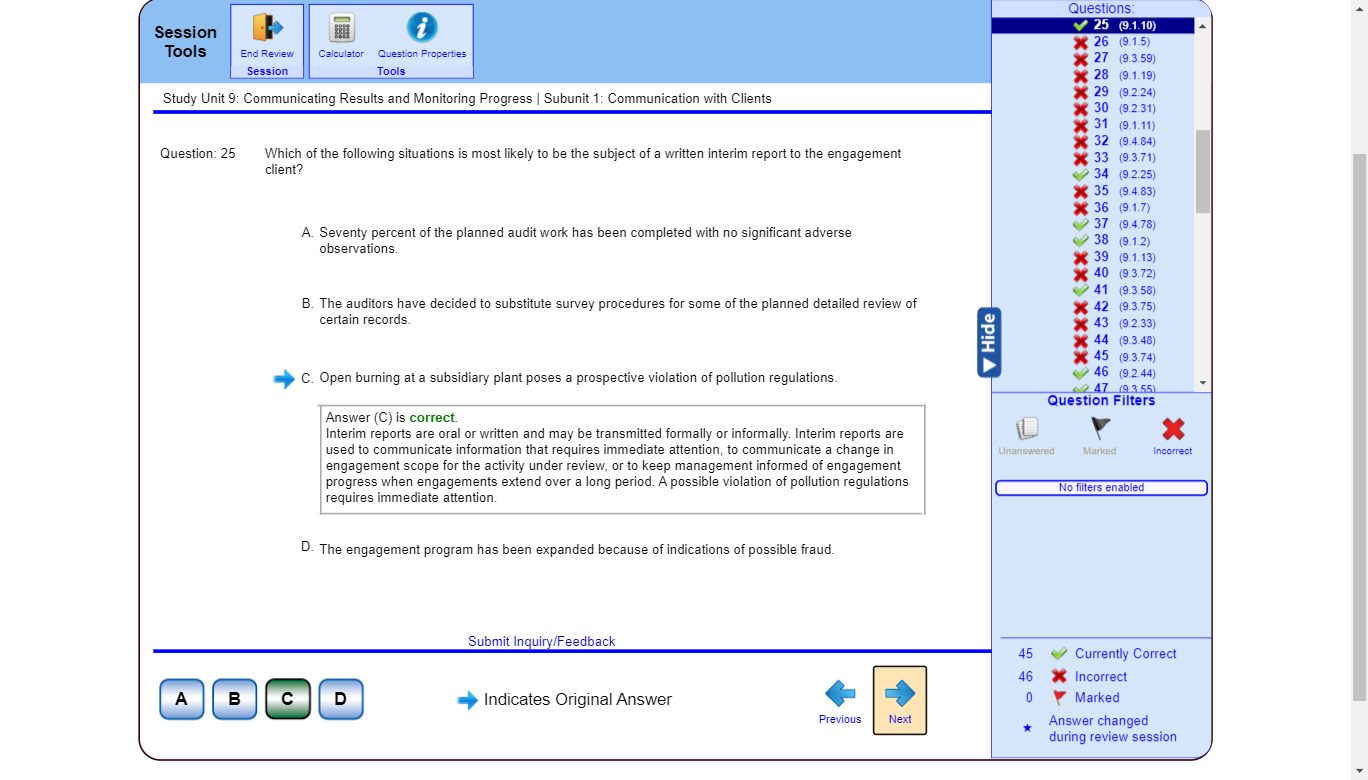 Session
Tools
End Review
Session
Calculator
Question Properties
Tools
Study Unit 9: Communicating Results and Monitoring Progress | Subunit 1: Communication with Clients
Question: 25
Which of the following situations is most likely to be the subject of a written interim report to the engagement
client?
A. Seventy percent of the planned audit work has been completed with no significant adverse
observations.
B. The auditors have decided to substitute survey procedures for some of the planned detailed review of
certain records.
C. Open burning at a subsidiary plant poses a prospective violation of pollution regulations.
Answer (C) is correct.
Interim reports are oral or written and may be transmitted formally or informally. Interim reports are
used to communicate information that requires immediate attention, to communicate a change in
engagement scope for the activity under review, or to keep management informed of engagement
progress when engagements extend over a long period. A possible violation of pollution regulations
requires immediate attention.
D. The engagement program has been expanded because of indications of possible fraud.
Submit Inquiry/Feedback
A
B
C
D
Indicates Original Answer
Previous
Next
Hide
Questions:
25 (9.1.10)
26 (9.1.5)
27 (9.3.59)
28 (9.1.19)
29 (9.2.24)
30 (9.2.31)
31 (9.1.11)
32 (9.4.84)
33 (9.3.71)
34 (9.2.25)
35 (9.4.83)
36 (9.1.7)
37 (9.4.78)
38 (9.1.2)
39 (9.1.13)
40 (9.3.72)
41 (9.3.58)
42 (9.3.75)
43 (9.2.33)
44 (9.3.48)
45 (9.3.74)
46 (9.2.44)
47 (9.3.55)
Question Filters
Unanswered
Marked
Incorrect
No filters enabled
45 Currently Correct
46 Incorrect
0 Marked
Answer changed
during review session